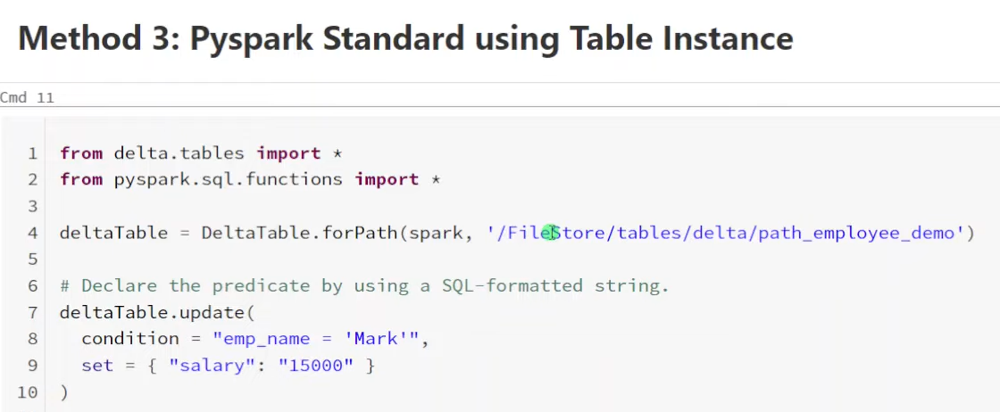 Method 3: Pyspark Standard using Table Instance
Cmd 11
1 from delta.tables import *
2 from pyspark.sql.functions import *
3
4 deltaTable = DeltaTable.forPath(spark, '/FileStore/tables/delta/path_employee_demo')
5
6 # Declare the predicate by using a SQL-formatted string.
7 deltaTable.update(
8   condition = "emp_name = 'Mark'",
9   set = { "salary": "15000" }
10 )